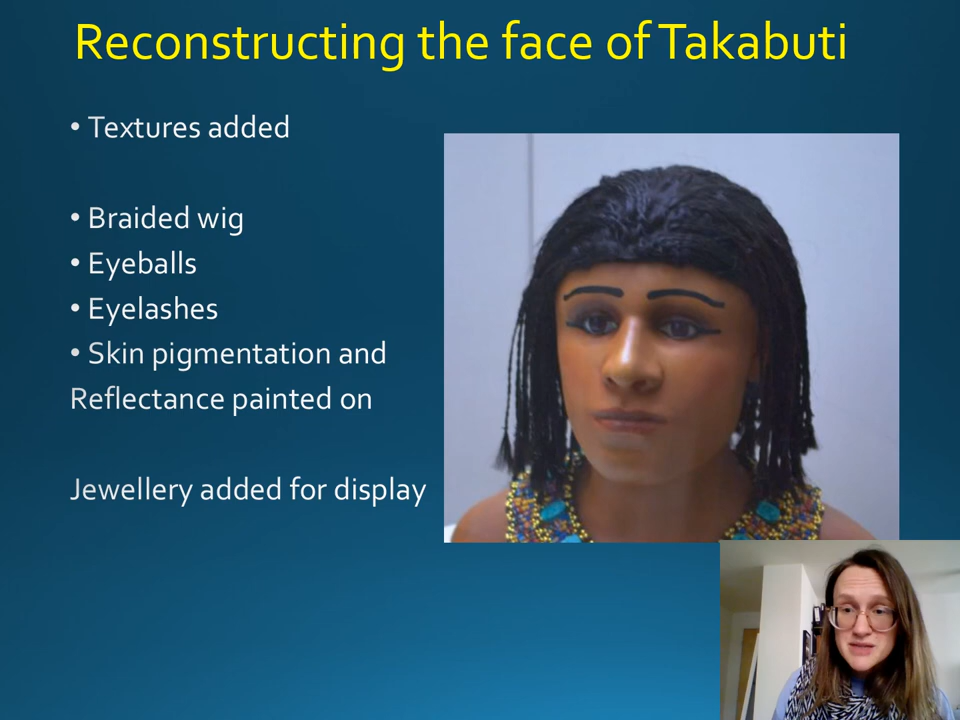 Reconstructing the face of Takabuti
• Textures added
• Braided wig
• Eyeballs
• Eyelashes
• Skin pigmentation and
Reflectance painted on
Jewellery added for display